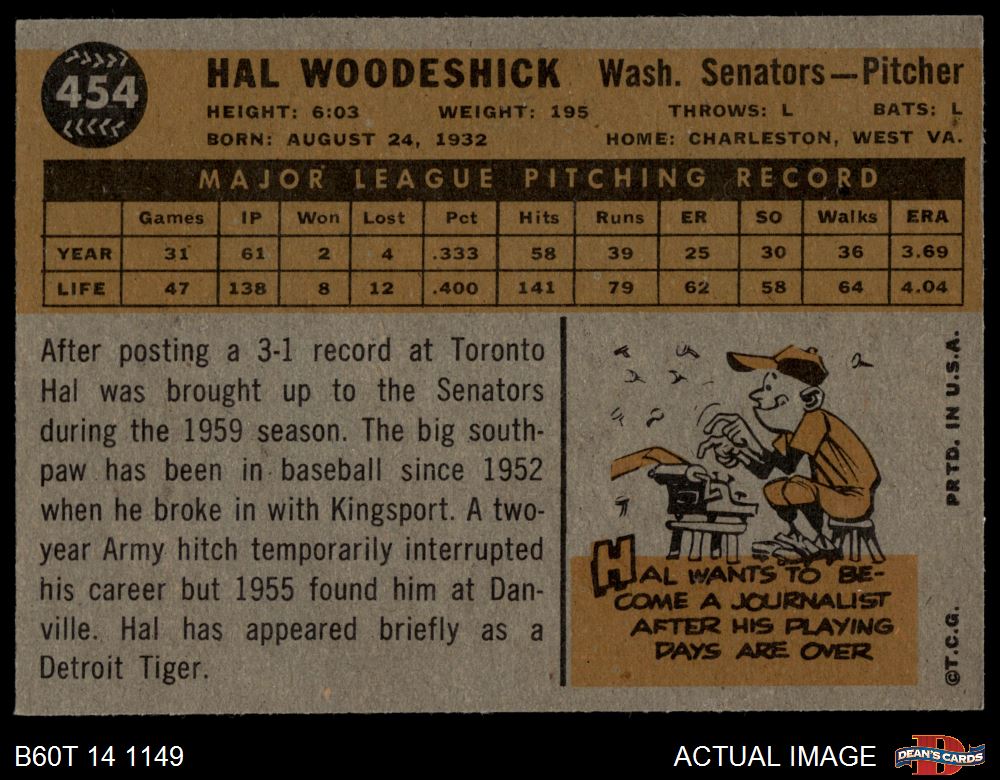 454
HAL WOODESHICK Wash. Senators—Pitcher
HEIGHT: 6:03 WEIGHT: 195 THROWS: L BATS: L
BORN: AUGUST 24, 1932 HOME: CHARLESTON, WEST VA.
MAJOR LEAGUE PITCHING RECORD
Games IP Won Lost Pct Hits Runs ER SO Walks ERA
YEAR 31 61 2 4 .333 58 39 25 30 36 3.69
LIFE 47 138 8 12 .400 141 79 62 58 64 4.04
After posting a 3-1 record at Toronto
Hal was brought up to the Senators
during the 1959 season. The big south-
paw has been in baseball since 1952
when he broke in with Kingsport. A two-
year Army hitch temporarily interrupted
his career but 1955 found him at Dan-
ville. Hal has appeared briefly as a
Detroit Tiger.
HAL WANTS TO BE-
COME A JOURNALIST
AFTER HIS PLAYING
DAYS ARE OVER
©T.C.G. PRTD. IN U.S.A.
B60T 14 1149
ACTUAL IMAGE
D
DEAN'S CARDS